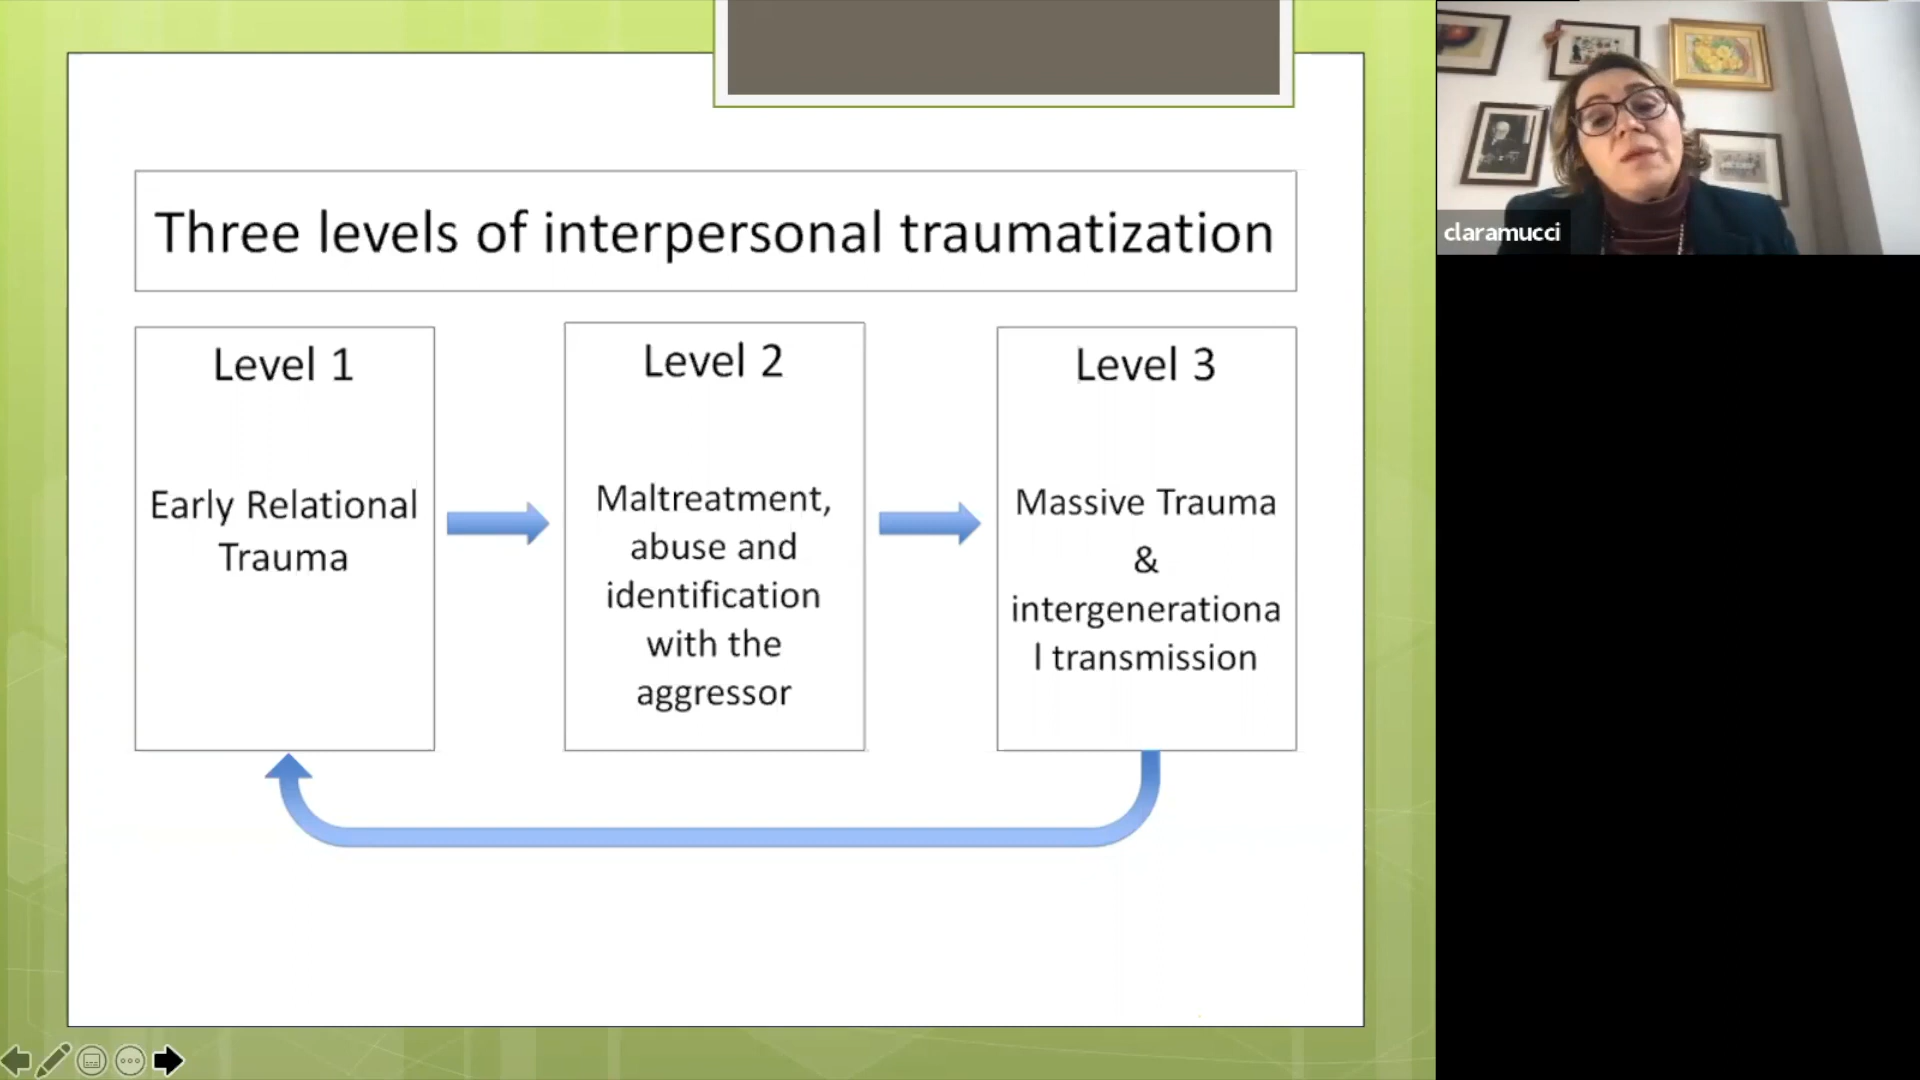 Three levels of interpersonal traumatization
Level 1
Early Relational
Trauma
Level 2
Maltreatment,
abuse and
identification
with the
aggressor
Level 3
Massive Trauma
&
intergenerationa
l transmission
claramucci